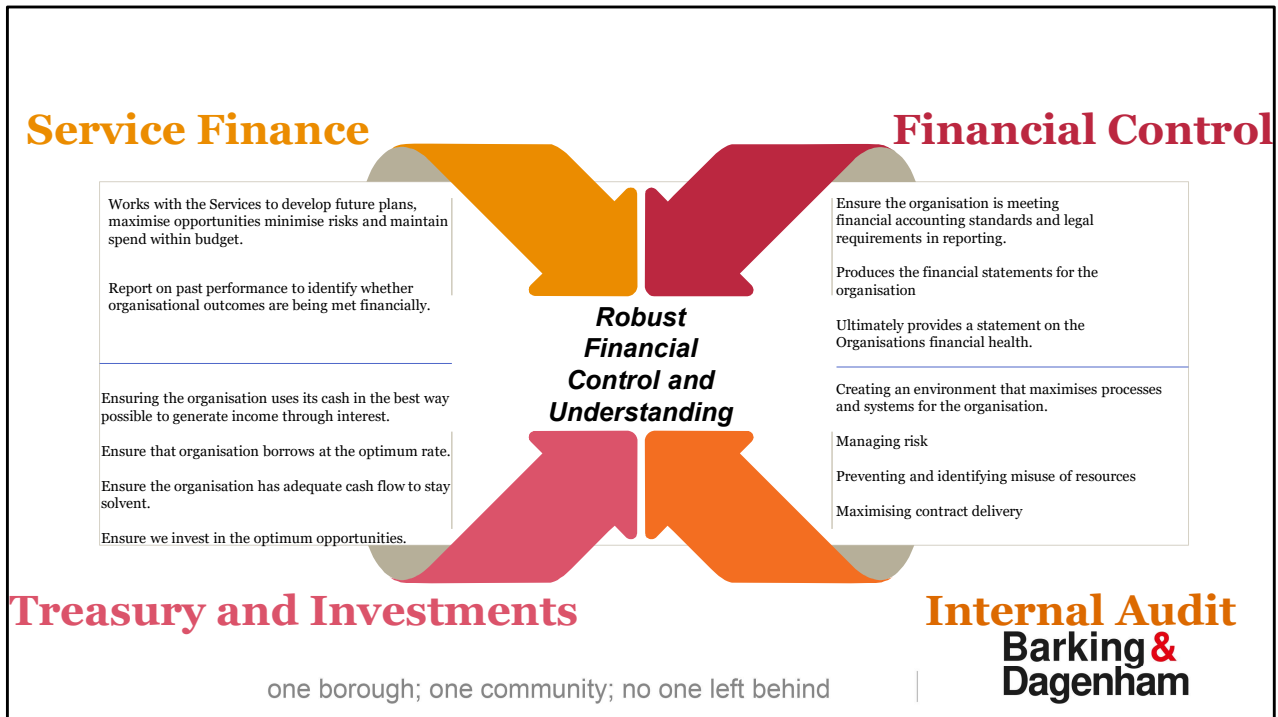 Service Finance
Works with the Services to develop future plans,
maximise opportunities minimise risks and maintain
spend within budget.
Report on past performance to identify whether
organisational outcomes are being met financially.
Financial Control
Ensure the organisation is meeting
financial accounting standards and legal
requirements in reporting.
Produces the financial statements for the
organisation
Ultimately provides a statement on the
Organisations financial health.
Robust
Financial
Control and
Understanding
Ensuring the organisation uses its cash in the best way
possible to generate income through interest.
Ensure that organisation borrows at the optimum rate.
Ensure the organisation has adequate cash flow to stay
solvent.
Ensure we invest in the optimum opportunities.
Treasury and Investments
Creating an environment that maximises processes
and systems for the organisation.
Managing risk
Preventing and identifying misuse of resources
Maximising contract delivery
Internal Audit
one borough; one community; no one left behind
Barking &
Dagenham